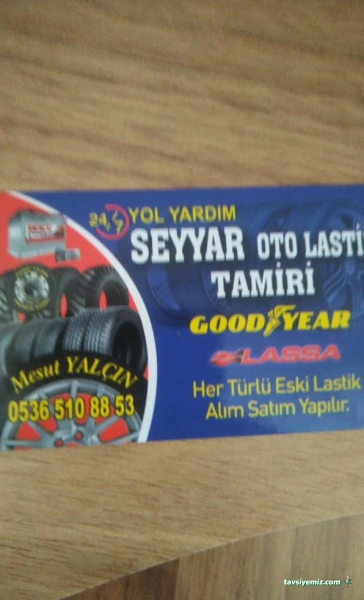 24/7 YOL YARDIM
SEYYAR OTO LASTİ
TAMİRİ
GOODYEAR
LASSA
Her Türlü Eski Lastik
Alım Satım Yapılır.
Mesut YALÇIN
0536 510 88 53
tavsiyemiz.com